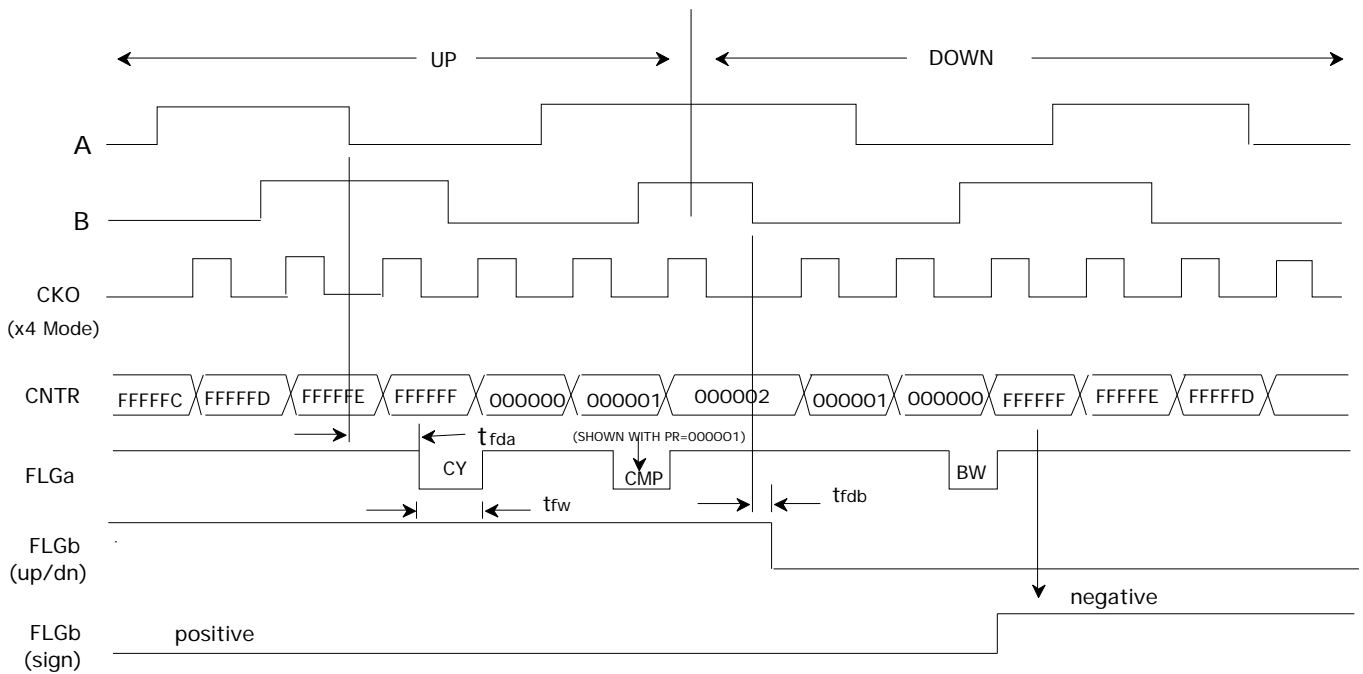 UP DOWN
A
B
CKO
(x4 Mode)
CNTR FFFFFC FFFFFD FFFFFE FFFFFF 000000 000001 000002 000001 000000 FFFFFF FFFFFE FFFFFD
tfda (SHOWN WITH PR=000001)
FLGa CY CMP BW
tfw tfdb
FLGb
(up/dn)
negative
FLGb positive
(sign)